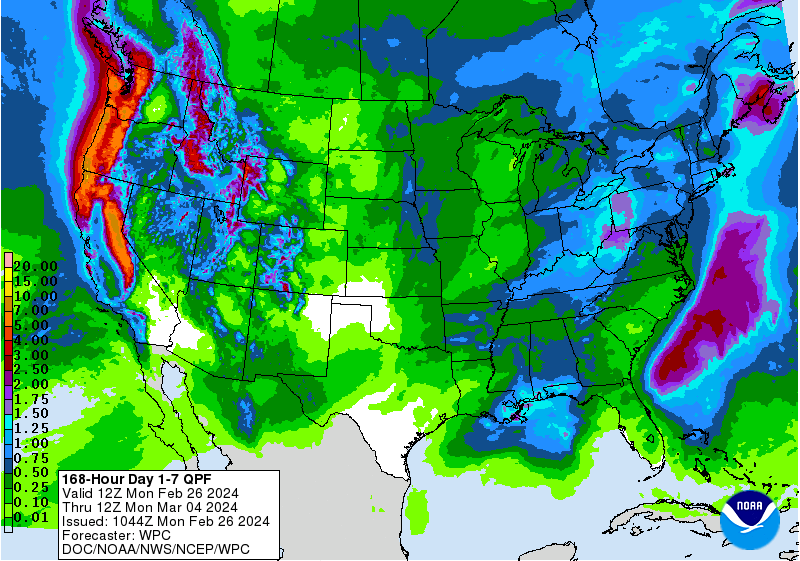 20.00
15.00
10.00
7.00
5.00
4.00
3.00
2.50
2.00
1.75
1.50
1.25
1.00
0.75
0.50
0.25
0.10
0.01
168-Hour Day 1-7 QPF
Valid 12Z Mon Feb 26 2024
Thru 12Z Mon Mar 04 2024
Issued: 1044Z Mon Feb 26 2024
Forecaster: WPC
DOC/NOAA/NWS/NCEP/WPC
NOAA